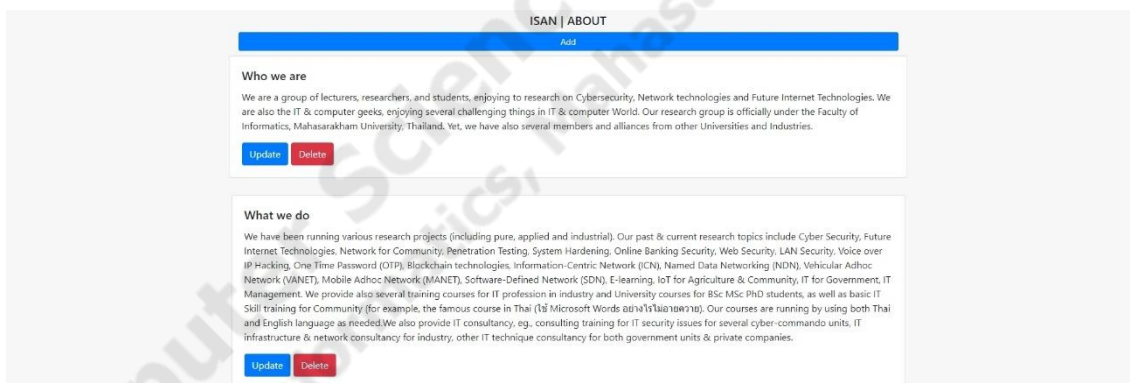 ISAN | ABOUT
Add
Who we are
We are a group of lecturers, researchers, and students, enjoying to research on Cybersecurity, Network technologies and Future Internet Technologies. We
are also the IT & computer geeks, enjoying several challenging things in IT & computer World. Our research group is officially under the Faculty of
Informatics, Mahasarakham University, Thailand. Yet, we have also several members and alliances from other Universities and Industries.
Update Delete
What we do
We have been running various research projects (including pure, applied and industrial). Our past & current research topics include Cyber Security, Future
Internet Technologies, Network for Community, Penetration Testing, System Hardening, Online Banking Security, Web Security, LAN Security, Voice over
IP Hacking, One Time Password (OTP), Blockchain technologies, Information-Centric Network (ICN), Named Data Networking (NDN), Vehicular Adhoc
Network (VANET), Mobile Adhoc Network (MANET), Software-Defined Network (SDN), E-learning, IoT for Agriculture & Community, IT for Government, IT
Management. We provide also several training courses for IT profession in industry and University courses for BSc MSc PhD students, as well as basic IT
Skill training for Community (for example, the famous course in Thai (ใช้ Microsoft Words อย่างไรไม่อายควาย). Our courses are running by using both Thai
and English language as needed.We also provide IT consultancy, eg., consulting training for IT security issues for several cyber-commando units, IT
infrastructure & network consultancy for industry, other IT technique consultancy for both government units & private companies.
Update Delete